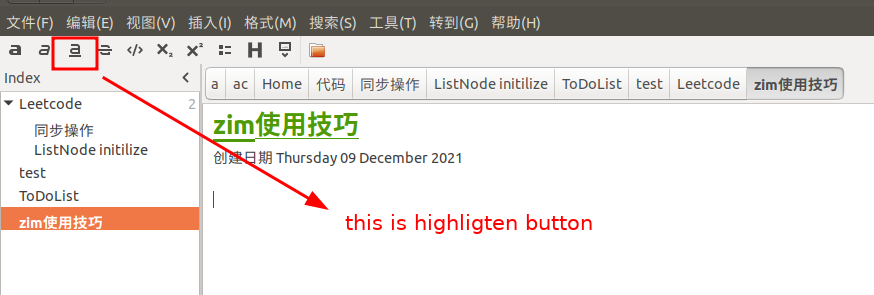 文件(F) 编辑(E) 视图(V) 插入(I) 格式(M) 搜索(S) 工具(T) 转到(G) 帮助(H)
a a a S </> X₂ X² H
Index
a ac Home 代码 同步操作 ListNode initilize ToDoList test Leetcode zim使用技巧
Leetcode 2
同步操作
ListNode initilize
test
ToDoList
zim使用技巧
zim使用技巧
创建日期 Thursday 09 December 2021
this is highligten button